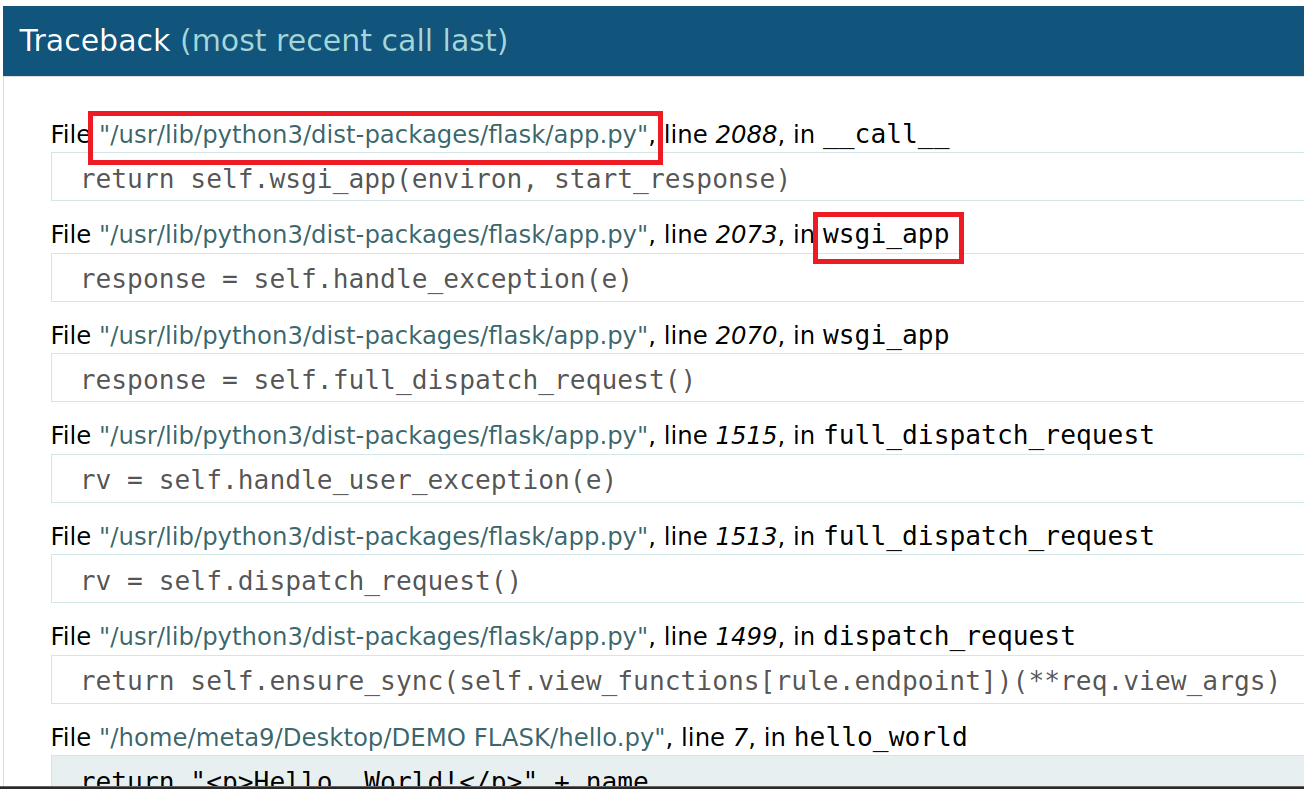 Traceback (most recent call last)
File "/usr/lib/python3/dist-packages/flask/app.py", line 2088, in __call__
return self.wsgi_app(environ, start_response)
File "/usr/lib/python3/dist-packages/flask/app.py", line 2073, in wsgi_app
response = self.handle_exception(e)
File "/usr/lib/python3/dist-packages/flask/app.py", line 2070, in wsgi_app
response = self.full_dispatch_request()
File "/usr/lib/python3/dist-packages/flask/app.py", line 1515, in full_dispatch_request
rv = self.handle_user_exception(e)
File "/usr/lib/python3/dist-packages/flask/app.py", line 1513, in full_dispatch_request
rv = self.dispatch_request()
File "/usr/lib/python3/dist-packages/flask/app.py", line 1499, in dispatch_request
return self.ensure_sync(self.view_functions[rule.endpoint])(**req.view_args)
File "/home/meta9/Desktop/DEMO FLASK/hello.py", line 7, in hello_world
return "<p>Hello, World!</p>" + name